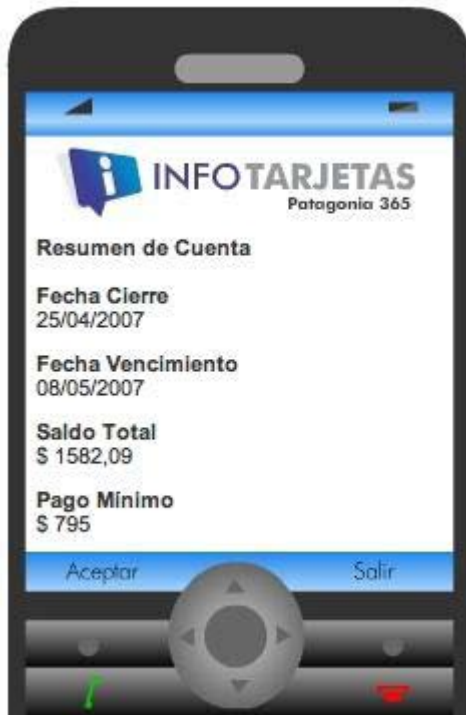 INFOTARJETAS
Patagonia 365
Resumen de Cuenta
Fecha Cierre
25/04/2007
Fecha Vencimiento
08/05/2007
Saldo Total
$ 1582,09
Pago Mínimo
$ 795
Aceptar Salir